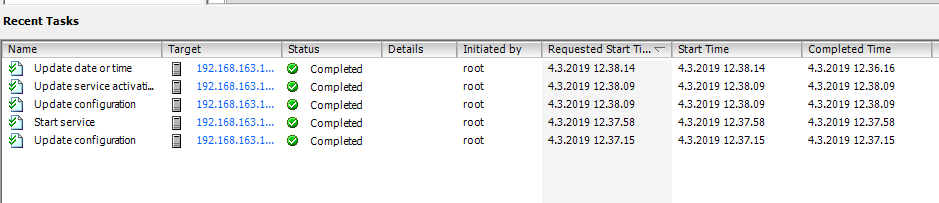 Recent Tasks
Name Target Status Details Initiated by Requested Start Ti... Start Time Completed Time
Update date or time 192.168.163.1... Completed root 4.3.2019 12.38.14 4.3.2019 12.38.14 4.3.2019 12.36.16
Update service activati... 192.168.163.1... Completed root 4.3.2019 12.38.09 4.3.2019 12.38.09 4.3.2019 12.38.09
Update configuration 192.168.163.1... Completed root 4.3.2019 12.38.09 4.3.2019 12.38.09 4.3.2019 12.38.09
Start service 192.168.163.1... Completed root 4.3.2019 12.37.58 4.3.2019 12.37.58 4.3.2019 12.37.58
Update configuration 192.168.163.1... Completed root 4.3.2019 12.37.15 4.3.2019 12.37.15 4.3.2019 12.37.15